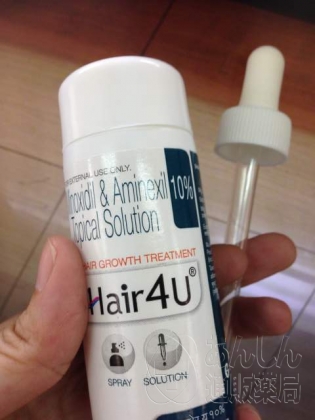 EXTERNAL USE ONLY.
noxidil & Aminexil 10%
Topical Solution
HAIR GROWTH TREATMENT
Hair4U®
SPRAY SOLUTION
あんしん
通販薬局